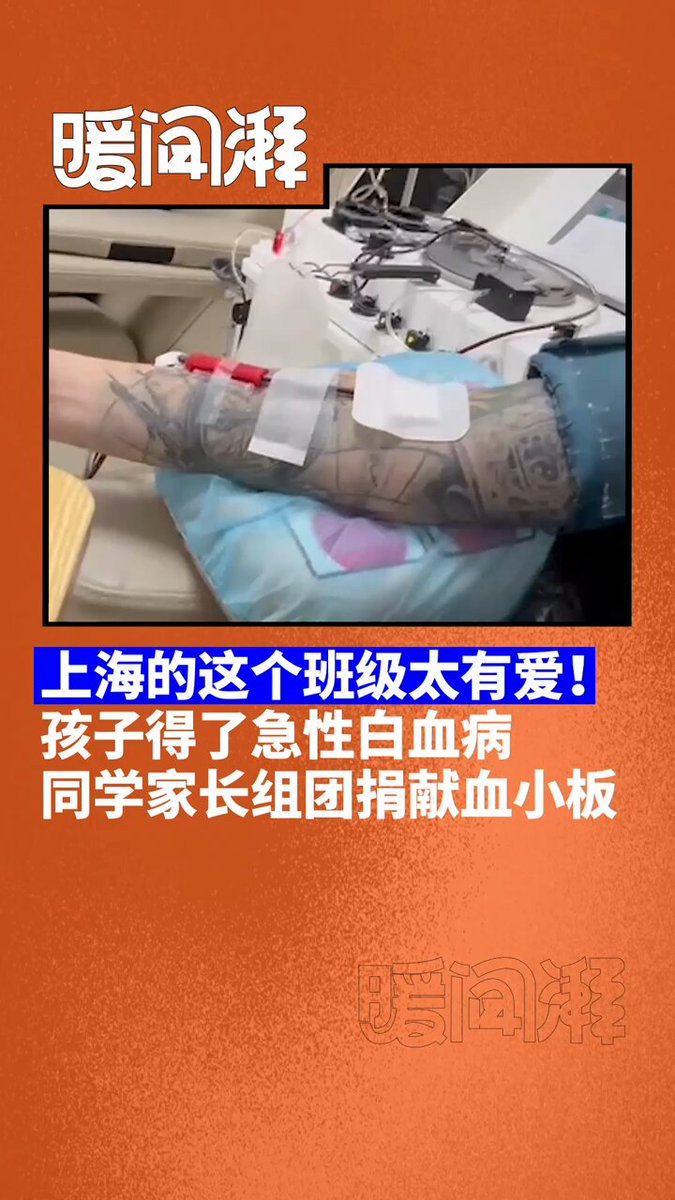 暖闻湃
上海的这个班级太有爱！
孩子得了急性白血病
同学家长组团捐献血小板
暖闻湃